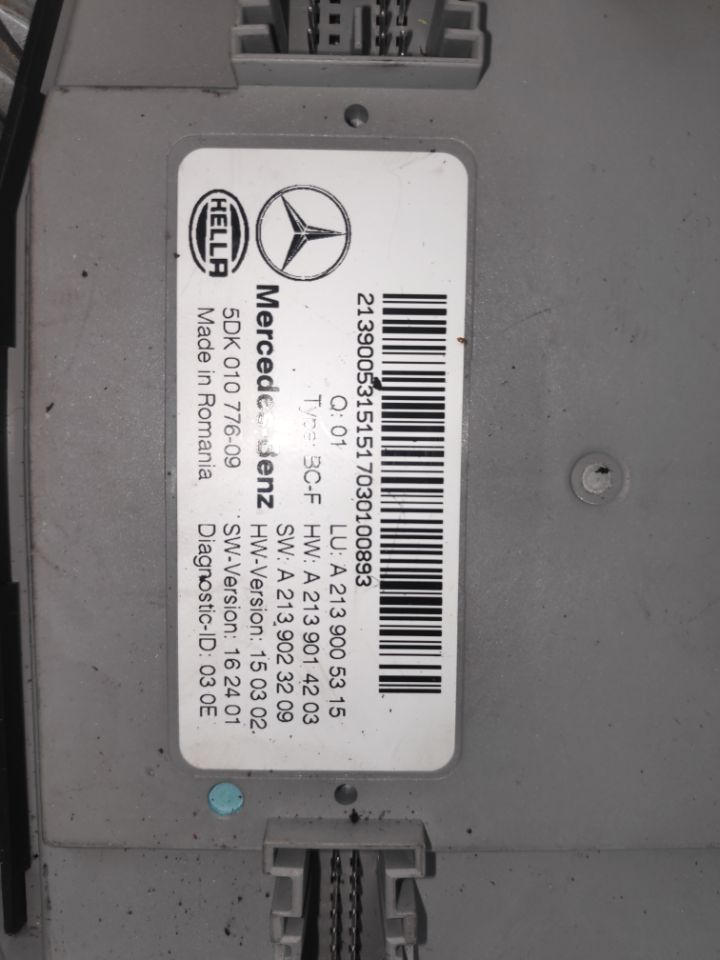 2139005315151703010​0893
Q: 01 LU: A 213 900 53 15
Type: BC-F HW: A 213 901 42 03
SW: A 213 902 32 09
Mercedes-Benz HW-Version: 15 03 02
5DK 010 776-09 SW-Version: 16 24 01
Made in Romania Diagnostic-ID: 03 0E
HELLA